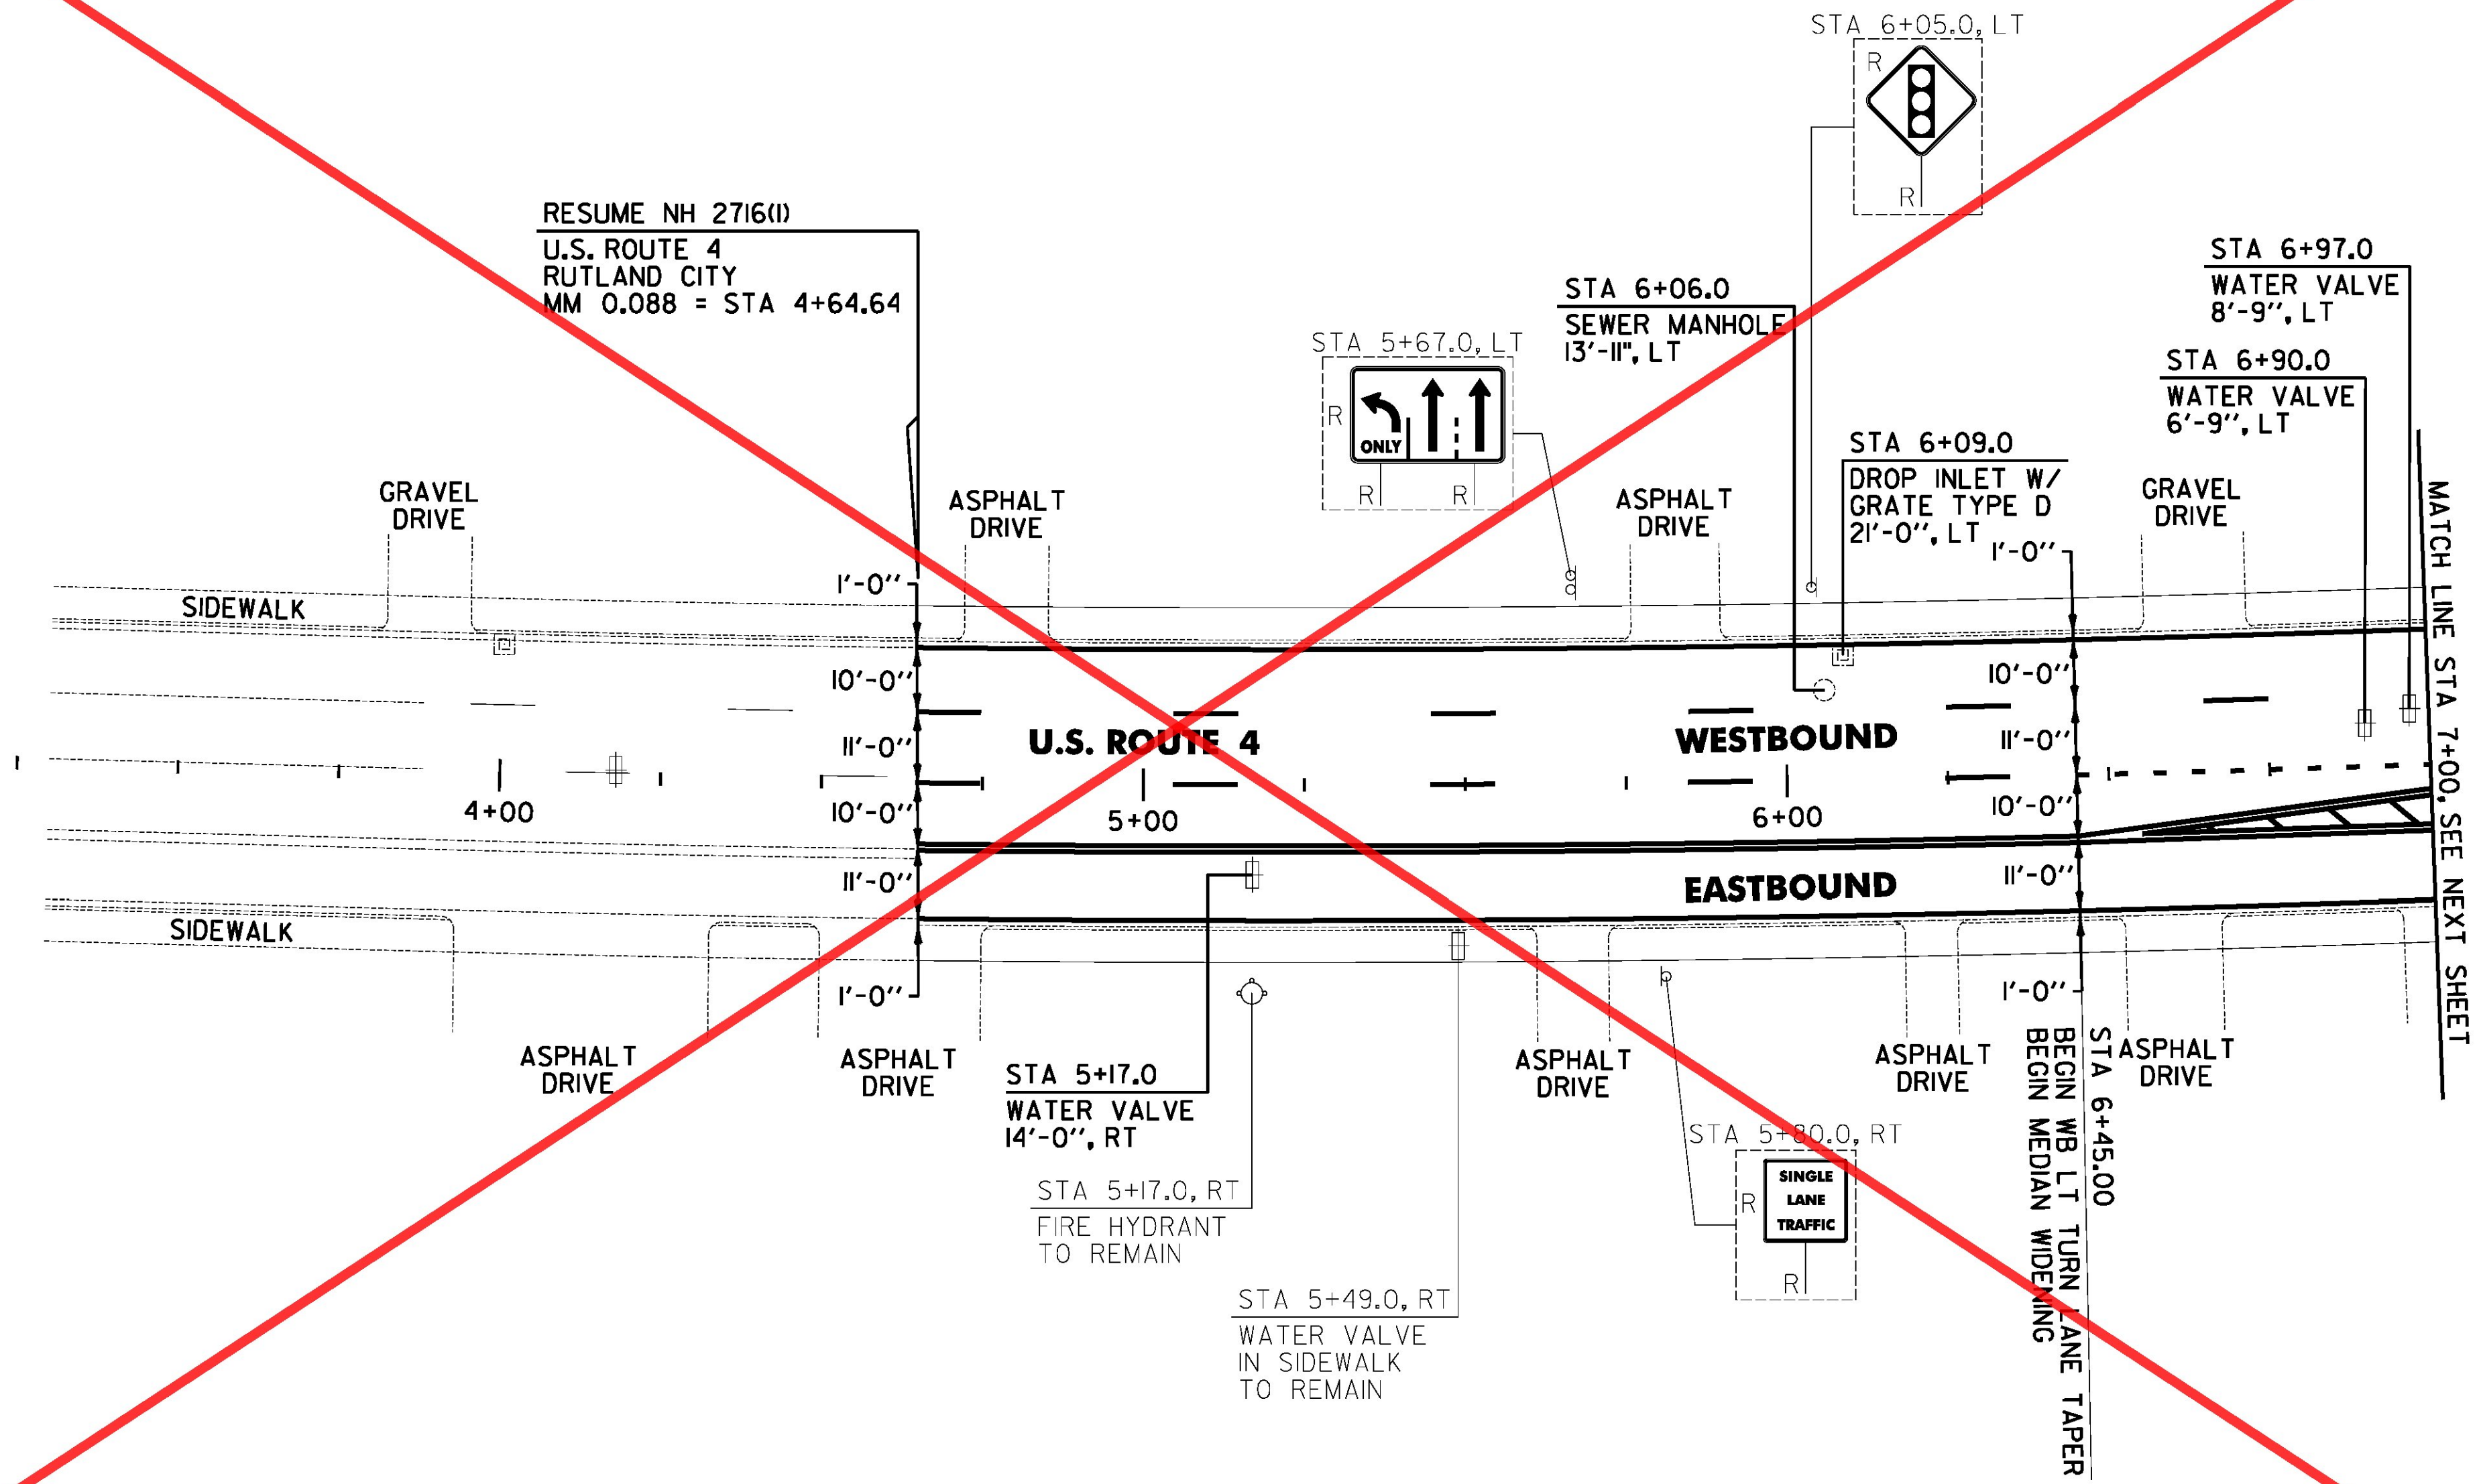 STA 6+05.0, LT
R
R
RESUME NH 2716(1)
U.S. ROUTE 4
RUTLAND CITY
MM 0.088 = STA 4+64.64
STA 5+67.0, LT
R
ONLY
R
R
STA 6+06.0
SEWER MANHOLE
13'-11", LT
STA 6+97.0
WATER VALVE
8'-9", LT
STA 6+90.0
WATER VALVE
6'-9", LT
STA 6+09.0
DROP INLET W/
GRATE TYPE D
21'-0", LT
GRAVEL
DRIVE
ASPHALT
DRIVE
ASPHALT
DRIVE
GRAVEL
DRIVE
MATCH LINE STA 7+00, SEE NEXT SHEET
SIDEWALK
1'-0"
10'-0"
11'-0"
10'-0"
11'-0"
1'-0"
1'-0"
10'-0"
11'-0"
10'-0"
11'-0"
1'-0"
U.S. ROUTE 4
WESTBOUND
4+00
5+00
6+00
EASTBOUND
SIDEWALK
ASPHALT
DRIVE
ASPHALT
DRIVE
ASPHALT
DRIVE
ASPHALT
DRIVE
ASPHALT
DRIVE
STA 5+17.0
WATER VALVE
14'-0", RT
STA 5+17.0, RT
FIRE HYDRANT
TO REMAIN
STA 5+49.0, RT
WATER VALVE
IN SIDEWALK
TO REMAIN
STA 5+80.0, RT
R
SINGLE
LANE
TRAFFIC
R
STA 6+45.00
BEGIN WB LT TURN LANE TAPER
BEGIN MEDIAN WIDENING